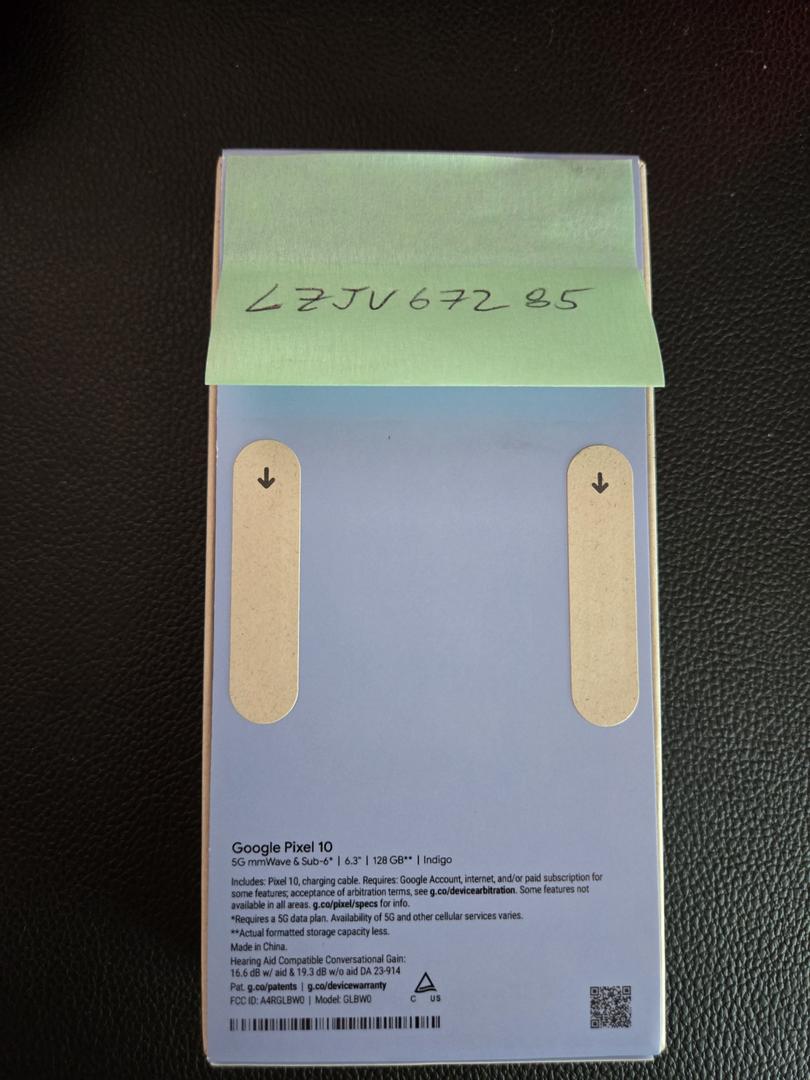 LZJV67285
Google Pixel 10
5G mmWave & Sub-6* | 6.3" | 128 GB** | Indigo
Includes: Pixel 10, charging cable. Requires: Google Account, internet, and/or paid subscription for
some features; acceptance of arbitration terms, see g.co/devicearbitration. Some features not
available in all areas. g.co/pixel/specs for info.
*Requires a 5G data plan. Availability of 5G and other cellular services varies.
**Actual formatted storage capacity less.
Made in China.
Hearing Aid Compatible Conversational Gain:
16.6 dB w/ aid & 19.3 dB w/o aid DA 23-914
Pat. g.co/patents | g.co/devicewarranty
FCC ID: A4RGLBW0 | Model: GLBW0
C US